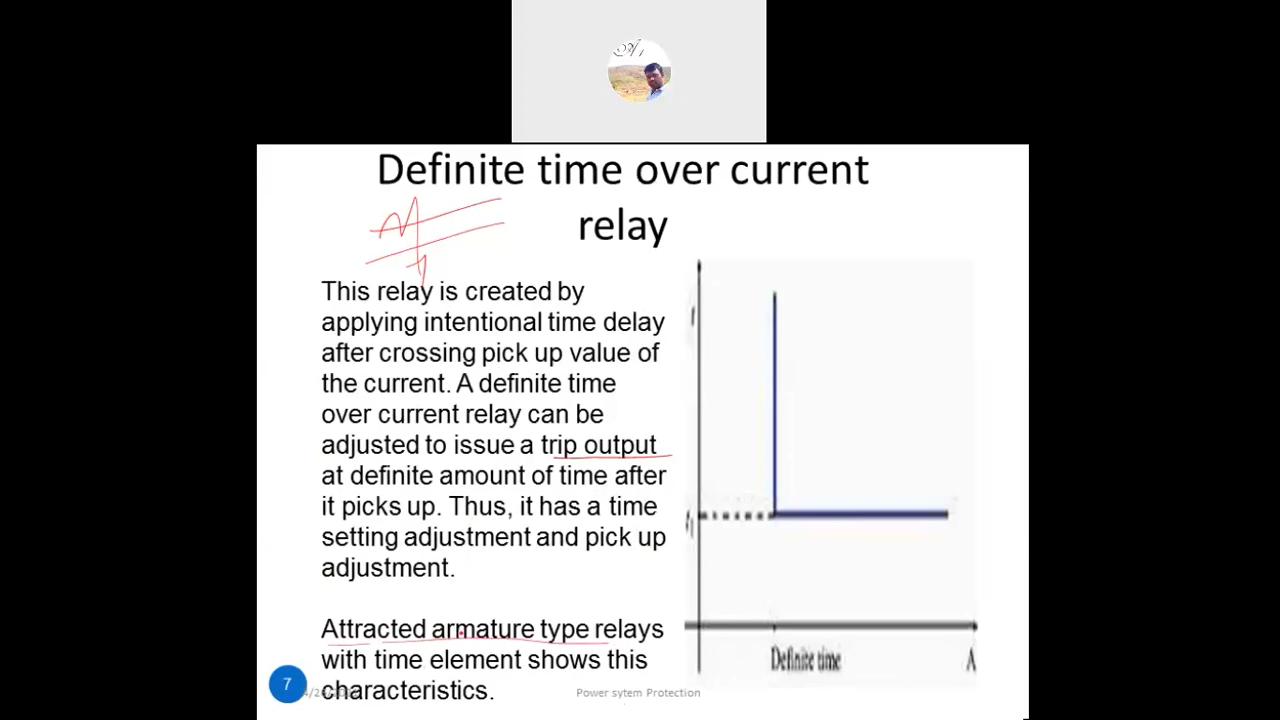 Definite time over current
relay
This relay is created by
applying intentional time delay
after crossing pick up value of
the current. A definite time
over current relay can be
adjusted to issue a trip output
at definite amount of time after
it picks up. Thus, it has a time
setting adjustment and pick up
adjustment.
Attracted armature type relays
with time element shows this
characteristics.
t
t1
Definite time
A
7
Power sytem Protection